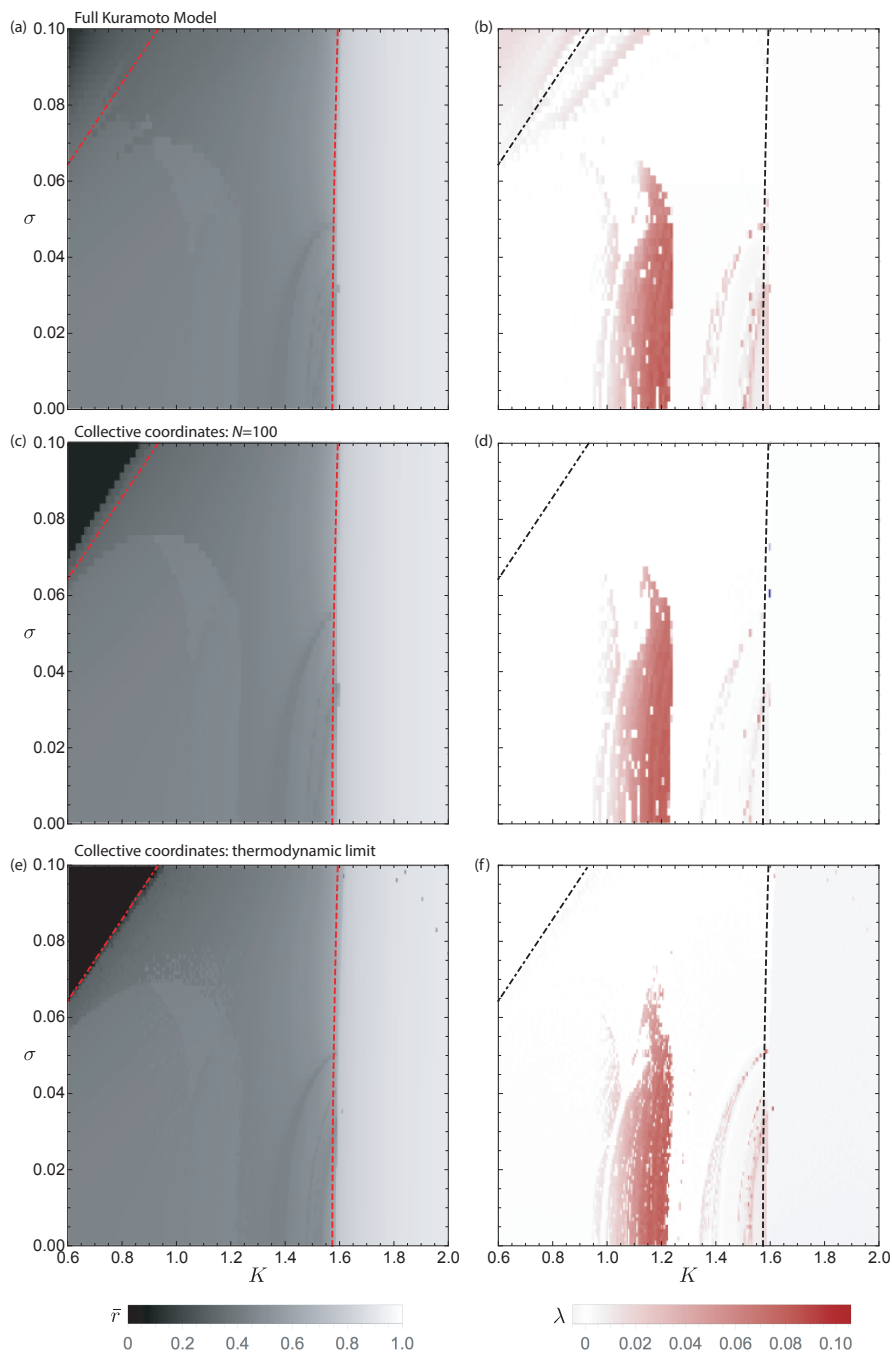 Full Kuramoto Model
(a)
(b)
0.10
0.08
0.06
σ
0.04
0.02
0.00
Collective coordinates: N=100
(c)
(d)
0.10
0.08
0.06
σ
0.04
0.02
0.00
Collective coordinates: thermodynamic limit
(e)
(f)
0.10
0.08
0.06
σ
0.04
0.02
0.00
0.6 0.8 1.0 1.2 1.4 1.6 1.8 2.0
K
0.6 0.8 1.0 1.2 1.4 1.6 1.8 2.0
K
r̄
0 0.2 0.4 0.6 0.8 1.0
λ
0 0.02 0.04 0.06 0.08 0.10